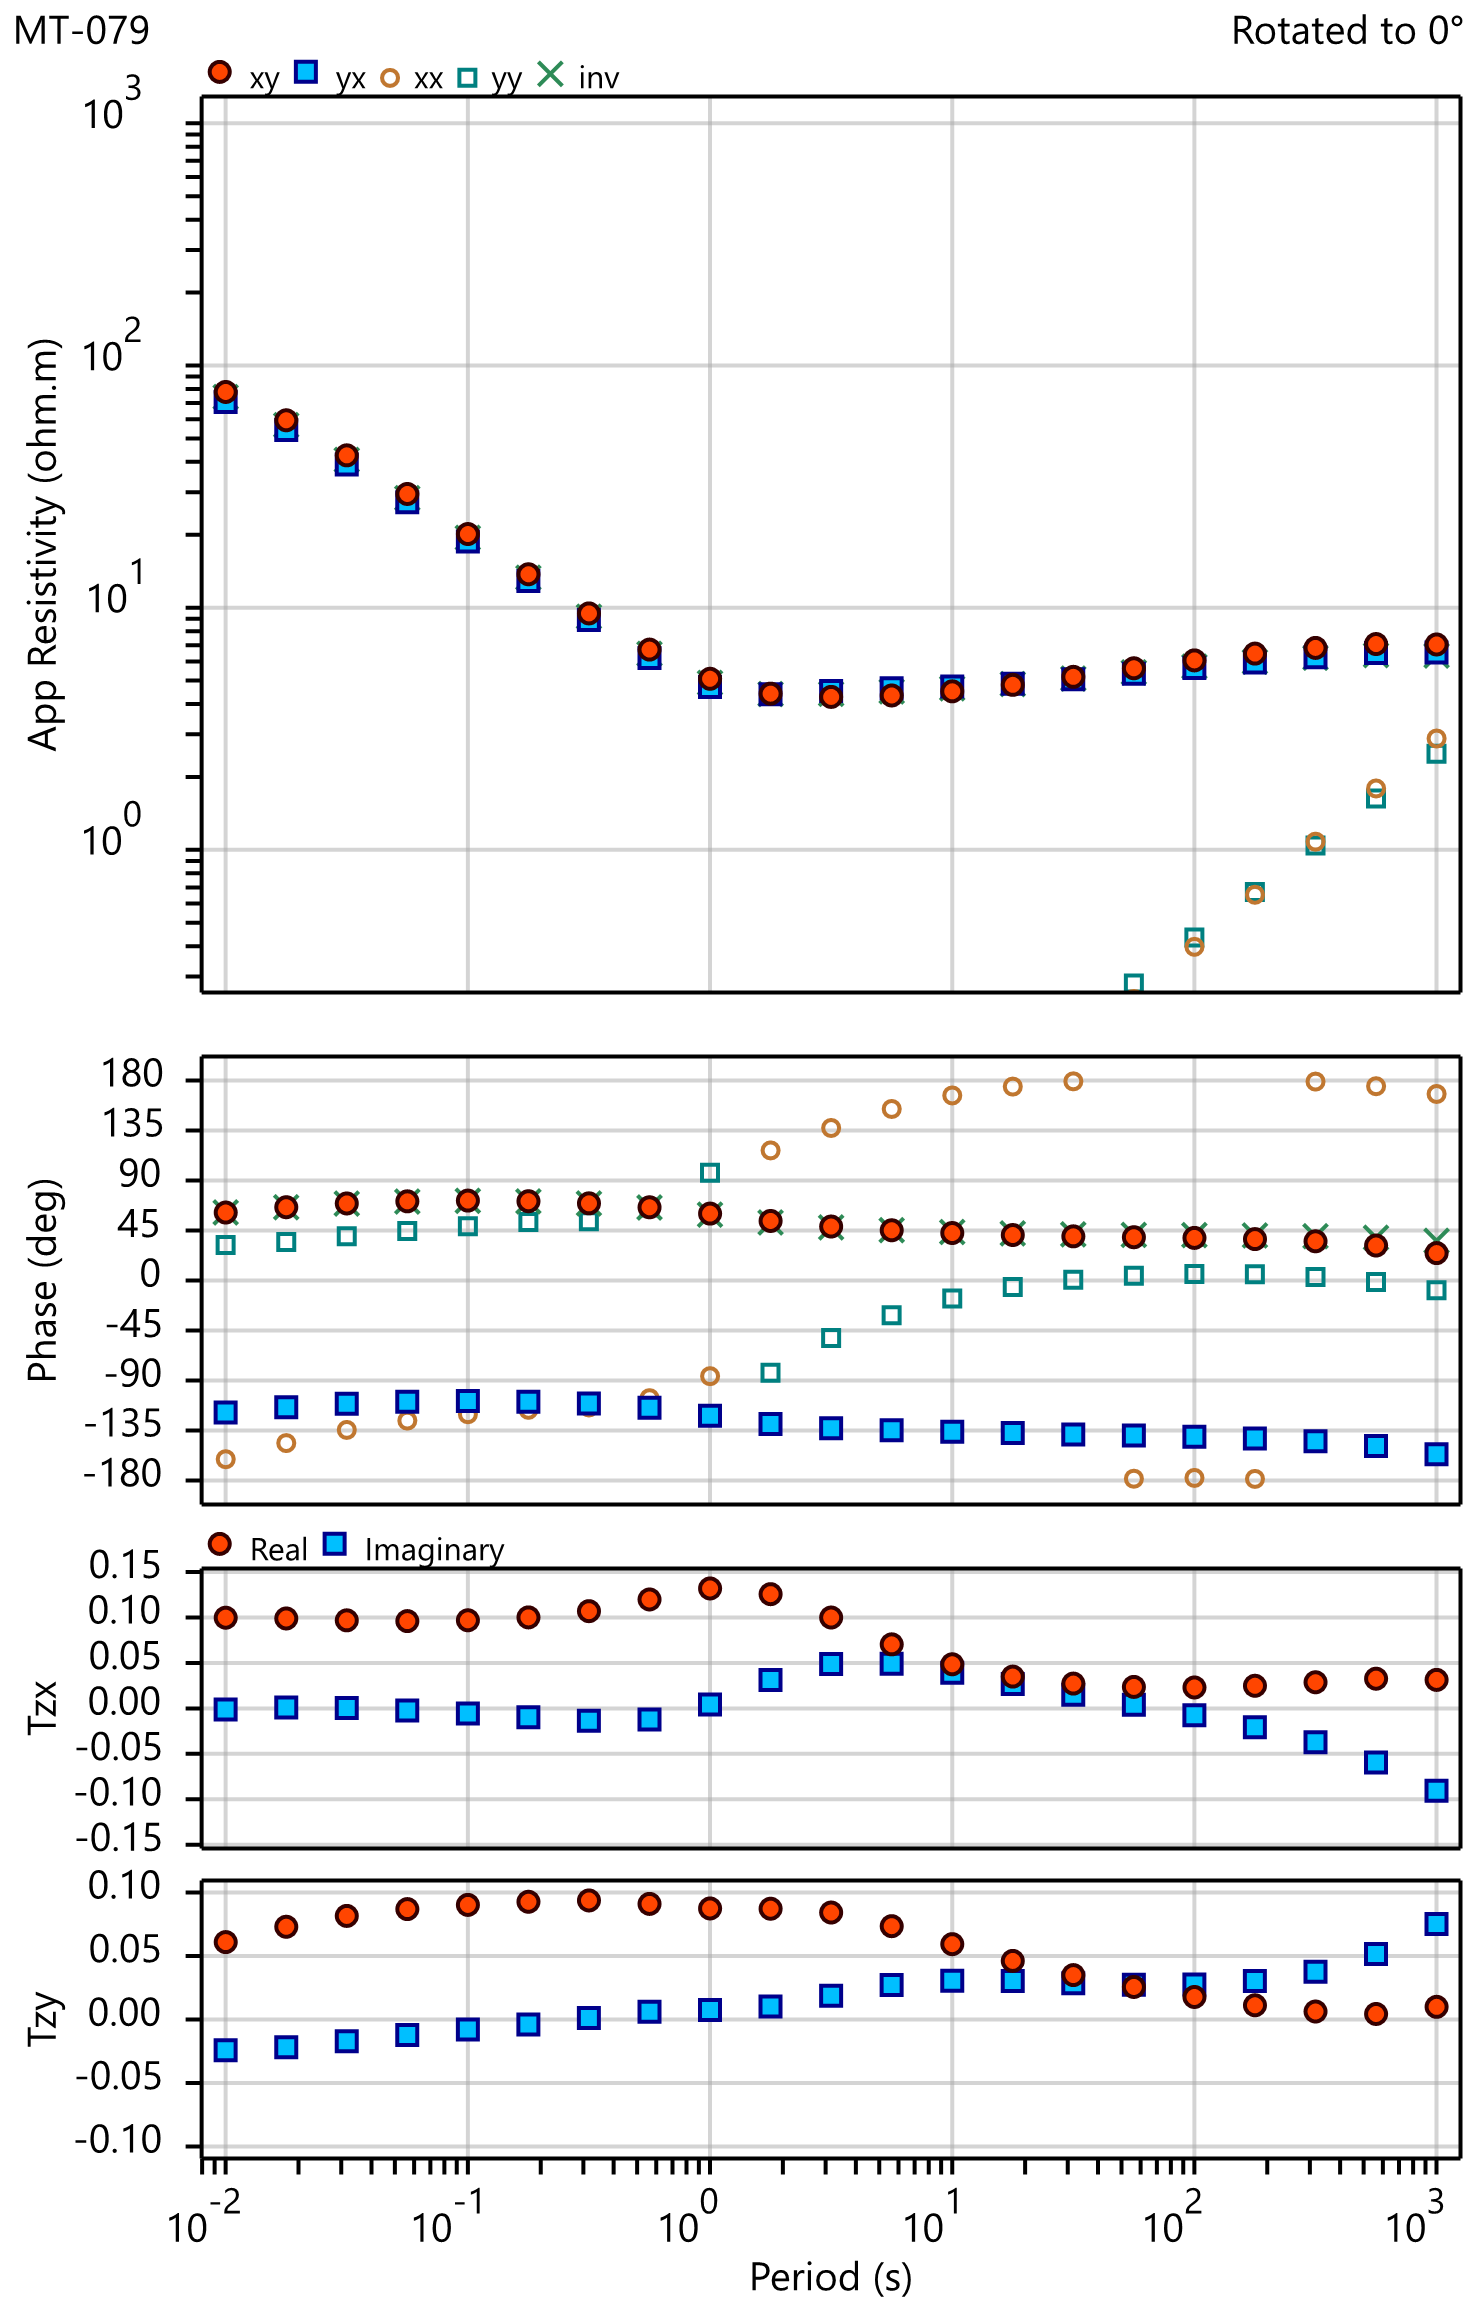 MT-079 Rotated to 0°
xy yx xx yy inv
10^3
10^2
10^1
10^0
App Resistivity (ohm.m)
180
135
90
45
0
-45
-90
-135
-180
Phase (deg)
Real Imaginary
0.15
0.10
0.05
0.00
-0.05
-0.10
-0.15
Tzx
0.10
0.05
0.00
-0.05
-0.10
Tzy
10^-2 10^-1 10^0 10^1 10^2 10^3
Period (s)